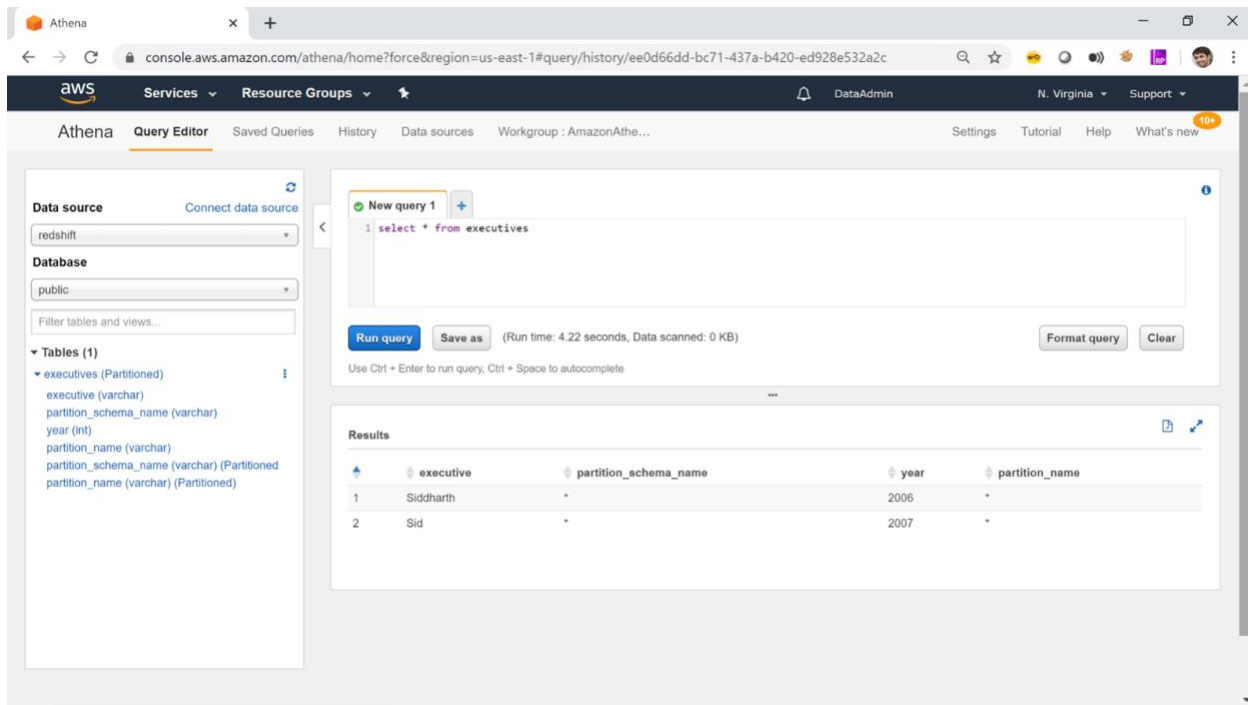 Athena
console.aws.amazon.com/athena/home?force&region=us-east-1#query/history/ee0d66dd-bc71-437a-b420-ed928e532a2c
aws Services Resource Groups DataAdmin N. Virginia Support
Athena Query Editor Saved Queries History Data sources Workgroup : AmazonAthe... Settings Tutorial Help What's new 10+
Data source Connect data source
redshift
Database
public
Filter tables and views...
Tables (1)
executives (Partitioned)
executive (varchar)
partition_schema_name (varchar)
year (int)
partition_name (varchar)
partition_schema_name (varchar) (Partitioned
partition_name (varchar) (Partitioned)
New query 1
1 select * from executives
Run query Save as (Run time: 4.22 seconds, Data scanned: 0 KB) Format query Clear
Use Ctrl + Enter to run query, Ctrl + Space to autocomplete
Results
executive partition_schema_name year partition_name
1 Siddharth * 2006 *
2 Sid * 2007 *